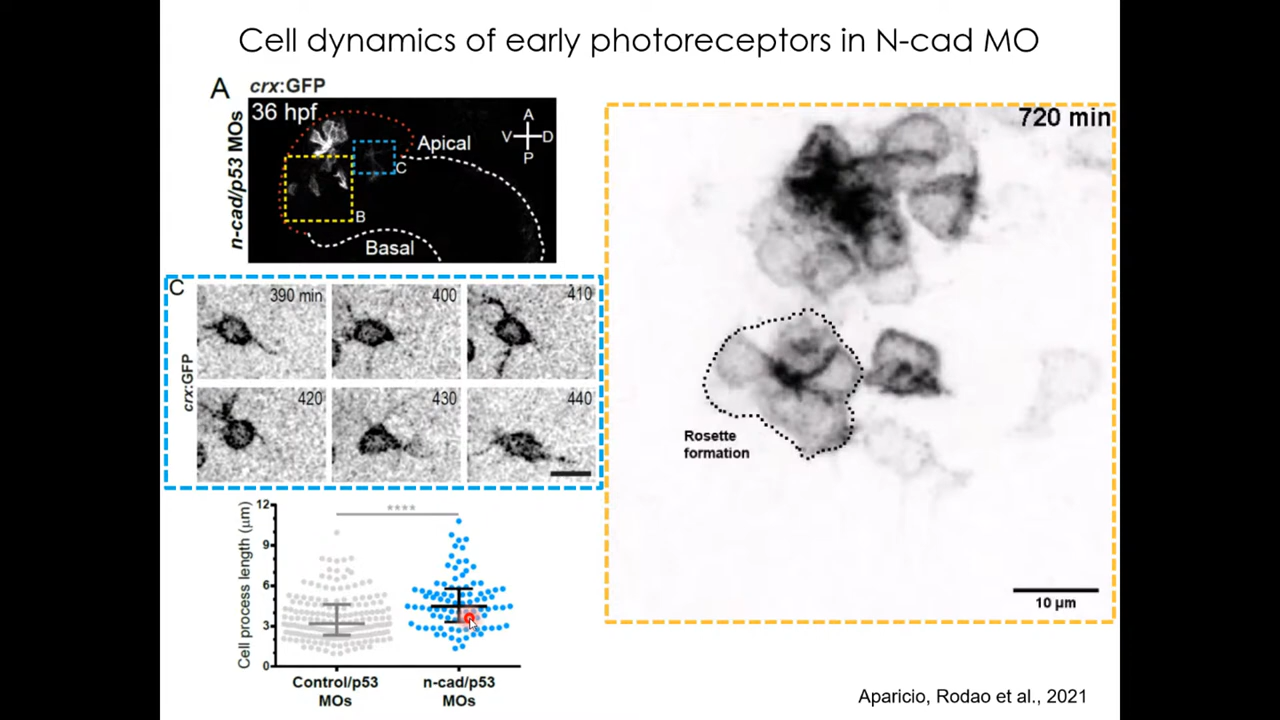 Cell dynamics of early photoreceptors in N-cad MO
A
crx:GFP
n-cad/p53 MOs
36 hpf
Apical
A
V
D
P
C
B
Basal
C
crx:GFP
390 min
400
410
420
430
440
720 min
Rosette
formation
10 µm
Cell process length (µm)
12
9
6
3
0
****
Control/p53
MOs
n-cad/p53
MOs
Aparicio, Rodao et al., 2021